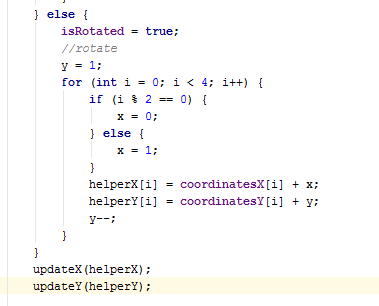 } else {
isRotated = true;
//rotate
y = 1;
for (int i = 0; i < 4; i++) {
if (i % 2 == 0) {
x = 0;
} else {
x = 1;
}
helperX[i] = coordinatesX[i] + x;
helperY[i] = coordinatesY[i] + y;
y--;
}
}
updateX(helperX);
updateY(helperY);